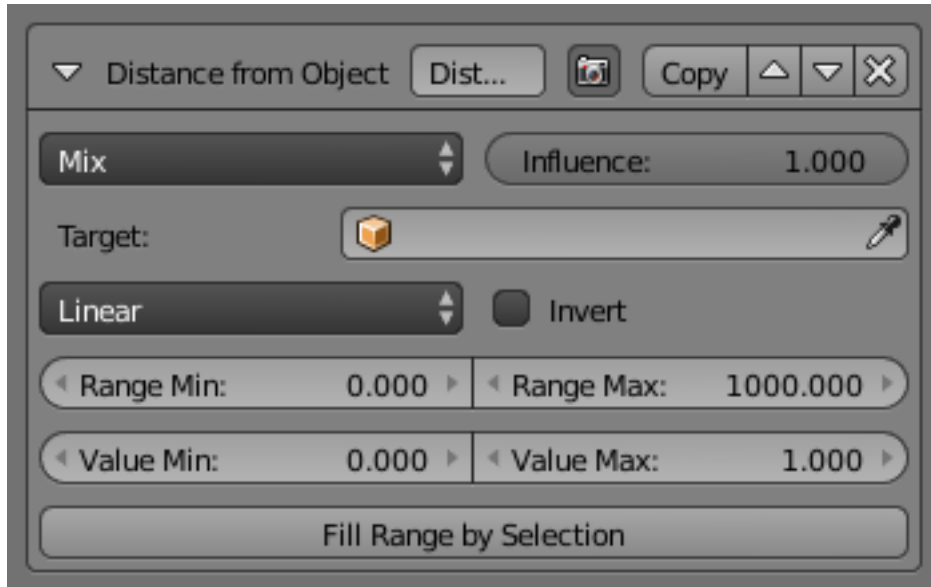 Distance from Object Dist... Copy
Mix Influence: 1.000
Target:
Linear Invert
Range Min: 0.000 Range Max: 1000.000
Value Min: 0.000 Value Max: 1.000
Fill Range by Selection